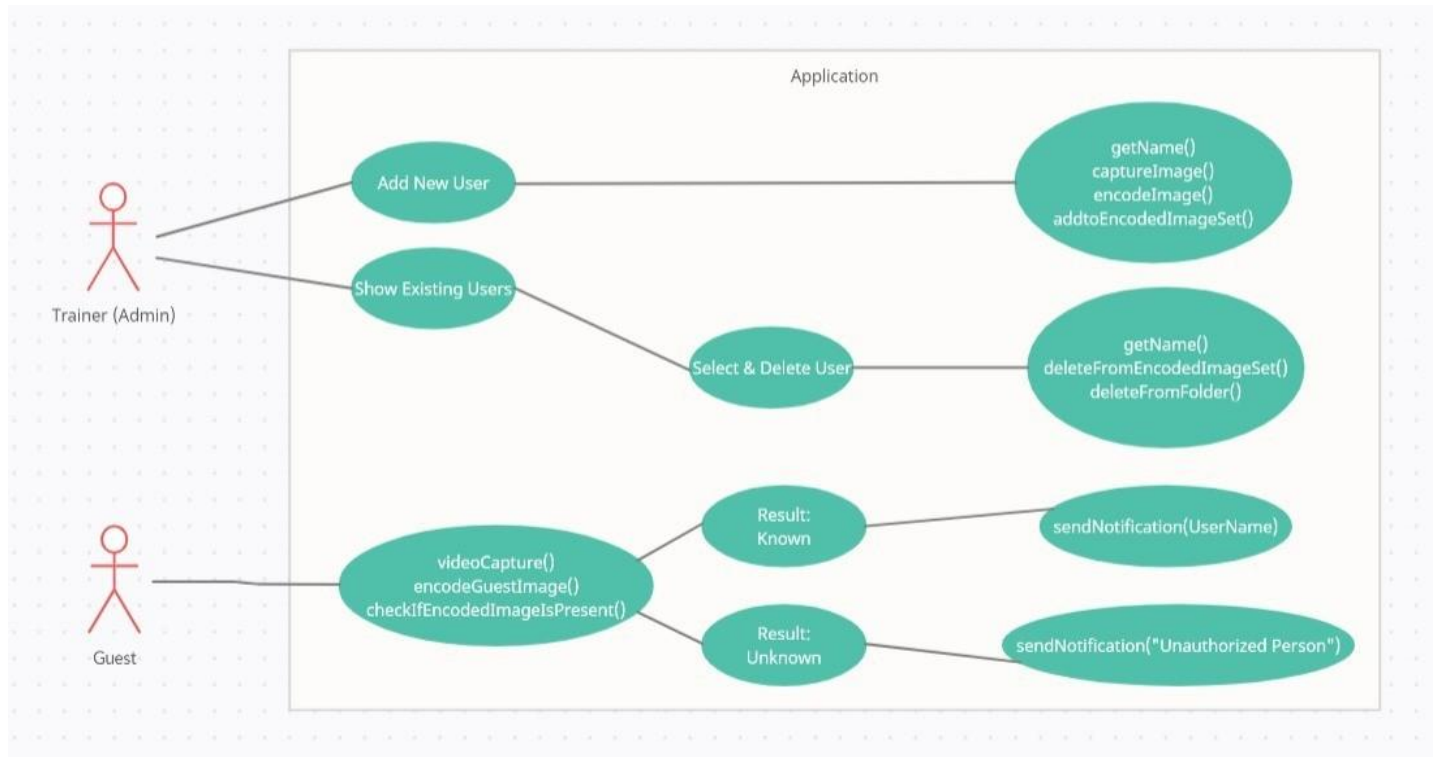 Application
Add New User
getName()
captureImage()
encodeImage()
addtoEncodedImageSet()
Trainer (Admin)
Show Existing Users
Select & Delete User
getName()
deleteFromEncodedImageSet()
deleteFromFolder()
Guest
videoCapture()
encodeGuestImage()
checkIfEncodedImageIsPresent()
Result:
Known
sendNotification(UserName)
Result:
Unknown
sendNotification("Unauthorized Person")